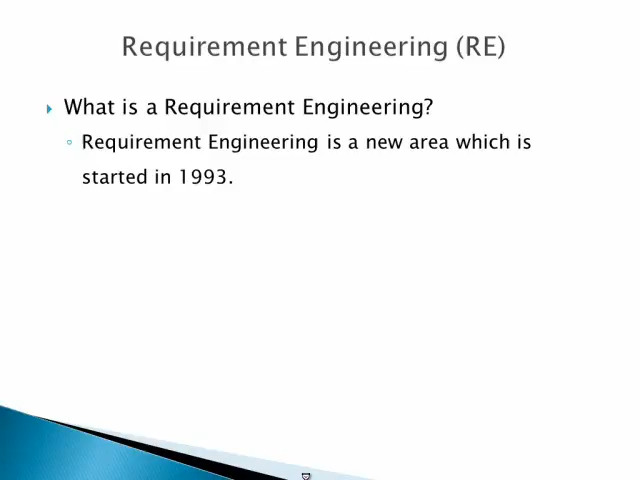 Requirement Engineering (RE)
What is a Requirement Engineering?
Requirement Engineering is a new area which is
started in 1993.